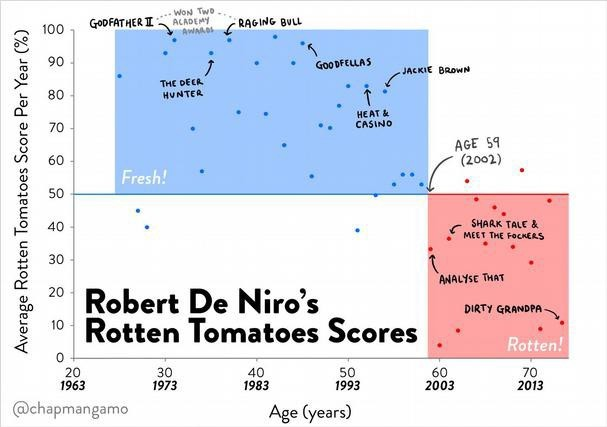 WON TWO
ACADEMY
AWARDS
GODFATHER II
RAGING BULL
GOODFELLAS
JACKIE BROWN
THE DEER
HUNTER
HEAT &
CASINO
AGE 59
(2002)
Fresh!
SHARK TALE &
MEET THE FOCKERS
ANALYSE THAT
DIRTY GRANDPA
Rotten!
Robert De Niro's
Rotten Tomatoes Scores
Average Rotten Tomatoes Score Per Year (%)
100
90
80
70
60
50
40
30
20
10
0
20 30 40 50 60 70
1963 1973 1983 1993 2003 2013
Age (years)
@chapmangamo